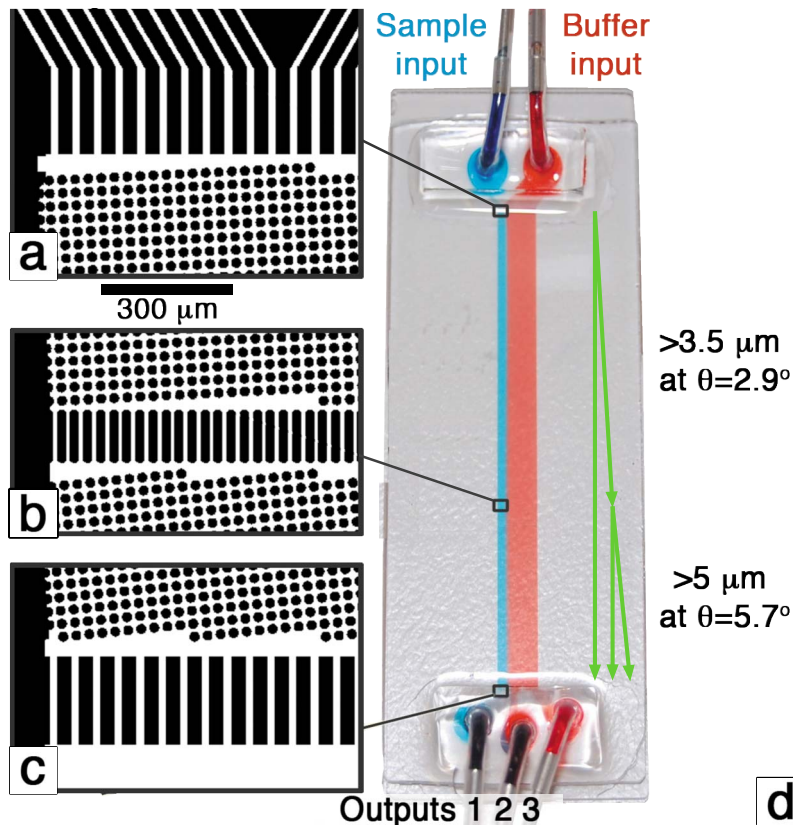 Sample
input
Buffer
input
a
300 μm
>3.5 μm
at θ=2.9°
b
>5 μm
at θ=5.7°
c
Outputs 1 2 3
d